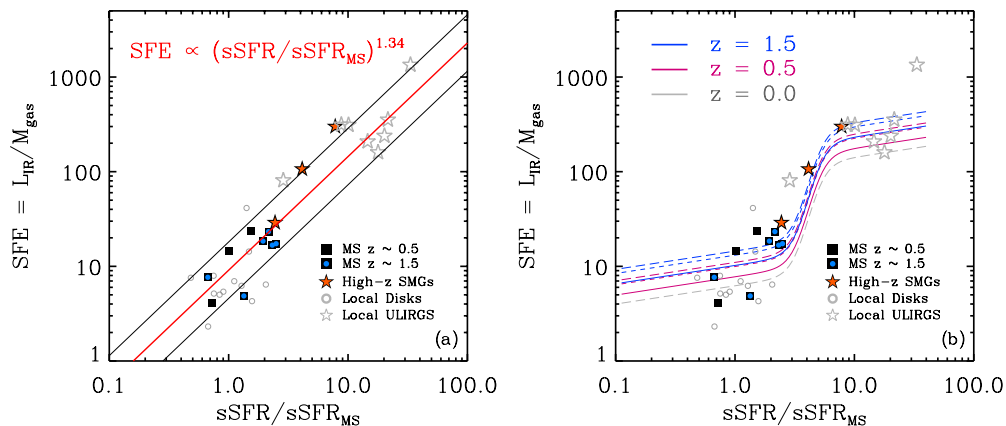 SFE ∝ (sSFR/sSFR_MS)^1.34
1000
100
10
1
SFE = L_IR/M_gas
MS z ~ 0.5
MS z ~ 1.5
High-z SMGs
Local Disks
Local ULIRGS
(a)
0.1 1.0 10.0 100.0
sSFR/sSFR_MS
z = 1.5
z = 0.5
z = 0.0
1000
100
10
1
SFE = L_IR/M_gas
MS z ~ 0.5
MS z ~ 1.5
High-z SMGs
Local Disks
Local ULIRGS
(b)
0.1 1.0 10.0 100.0
sSFR/sSFR_MS